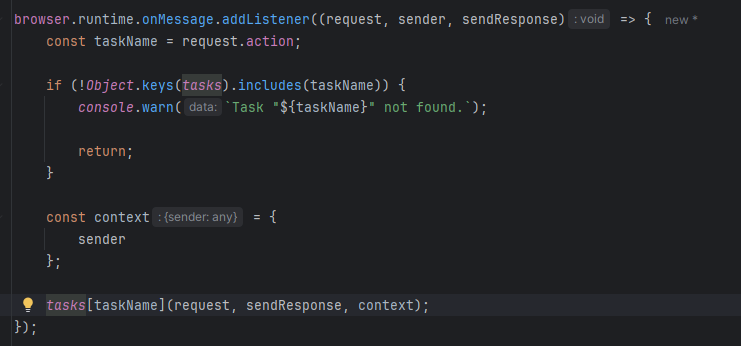 browser.runtime.onMessage.addListener((request, sender, sendResponse) : void => { new *
const taskName = request.action;
if (!Object.keys(tasks).includes(taskName)) {
console.warn( data: `Task "${taskName}" not found.`);
return;
}
const context : {sender: any} = {
sender
};
tasks[taskName](request, sendResponse, context);
});